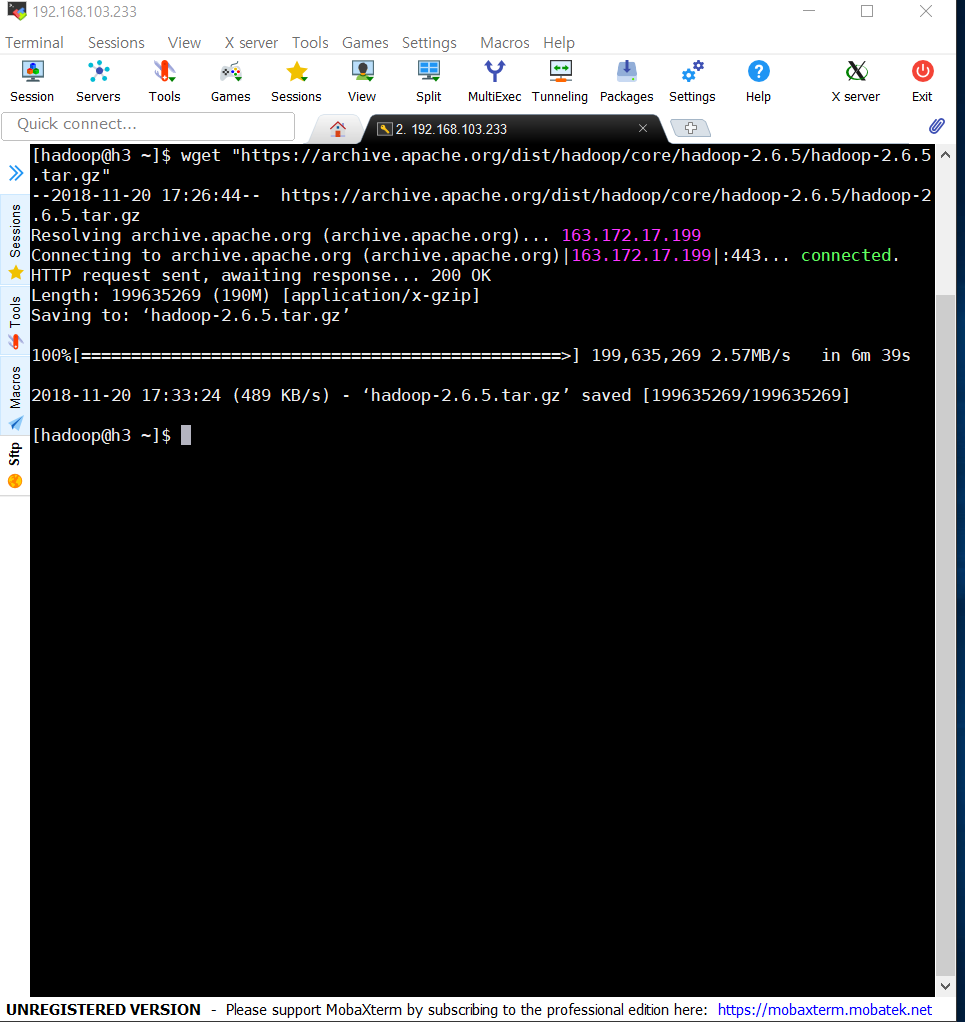 192.168.103.233
Terminal Sessions View X server Tools Games Settings Macros Help
Session Servers Tools Games Sessions View Split MultiExec Tunneling Packages Settings Help X server Exit
Quick connect...
2. 192.168.103.233
[hadoop@h3 ~]$ wget "https://archive.apache.org/dist/hadoop/core/hadoop-2.6.5/hadoop-2.6.5
.tar.gz"
--2018-11-20 17:26:44--  https://archive.apache.org/dist/hadoop/core/hadoop-2.6.5/hadoop-2
.6.5.tar.gz
Resolving archive.apache.org (archive.apache.org)... 163.172.17.199
Connecting to archive.apache.org (archive.apache.org)|163.172.17.199|:443... connected.
HTTP request sent, awaiting response... 200 OK
Length: 199635269 (190M) [application/x-gzip]
Saving to: ‘hadoop-2.6.5.tar.gz’
100%[================================================>] 199,635,269 2.57MB/s   in 6m 39s
2018-11-20 17:33:24 (489 KB/s) - ‘hadoop-2.6.5.tar.gz’ saved [199635269/199635269]
[hadoop@h3 ~]$
Sessions
Tools
Macros
Sftp
UNREGISTERED VERSION - Please support MobaXterm by subscribing to the professional edition here: https://mobaxterm.mobatek.net